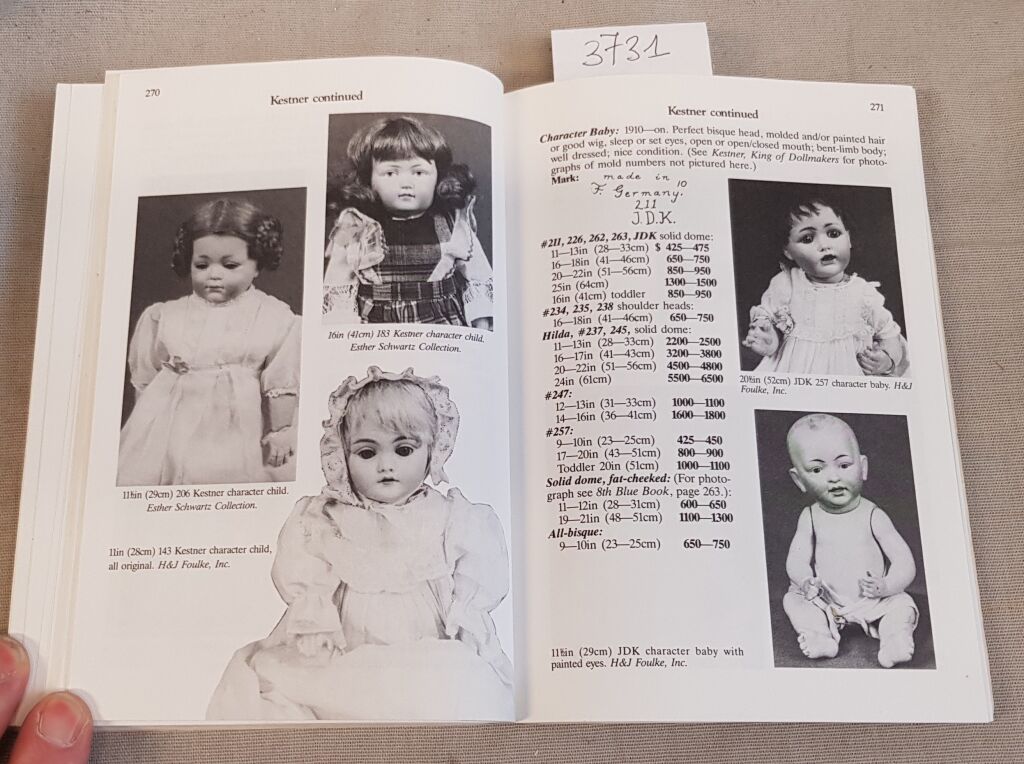 3731
270
Kestner continued
16in (41cm) 183 Kestner character child.
Esther Schwartz Collection.
11½in (29cm) 206 Kestner character child.
Esther Schwartz Collection.
11in (28cm) 143 Kestner character child,
all original. H&J Foulke, Inc.
271
Kestner continued
Character Baby: 1910—on. Perfect bisque head, molded and/or painted hair
or good wig, sleep or set eyes, open or open/closed mouth; bent-limb body;
well dressed; nice condition. (See Kestner, King of Dollmakers for photo-
graphs of mold numbers not pictured here.)
Mark: made in
F. Germany. 10
211
J.D.K.
#211, 226, 262, 263, JDK solid dome:
11—13in (28—33cm) $ 425—475
16—18in (41—46cm) 650—750
20—22in (51—56cm) 850—950
25in (64cm) 1300—1500
16in (41cm) toddler 850—950
#234, 235, 238 shoulder heads:
16—18in (41—46cm) 650—750
Hilda, #237, 245, solid dome:
11—13in (28—33cm) 2200—2500
16—17in (41—43cm) 3200—3800
20—22in (51—56cm) 4500—4800
24in (61cm) 5500—6500
#247:
12—13in (31—33cm) 1000—1100
14—16in (36—41cm) 1600—1800
#257:
9—10in (23—25cm) 425—450
17—20in (43—51cm) 800—900
Toddler 20in (51cm) 1000—1100
Solid dome, fat-cheeked: (For photo-
graph see 8th Blue Book, page 263.):
11—12in (28—31cm) 600—650
19—21in (48—51cm) 1100—1300
All-bisque:
9—10in (23—25cm) 650—750
20½in (52cm) JDK 257 character baby. H&J
Foulke, Inc.
11½in (29cm) JDK character baby with
painted eyes. H&J Foulke, Inc.